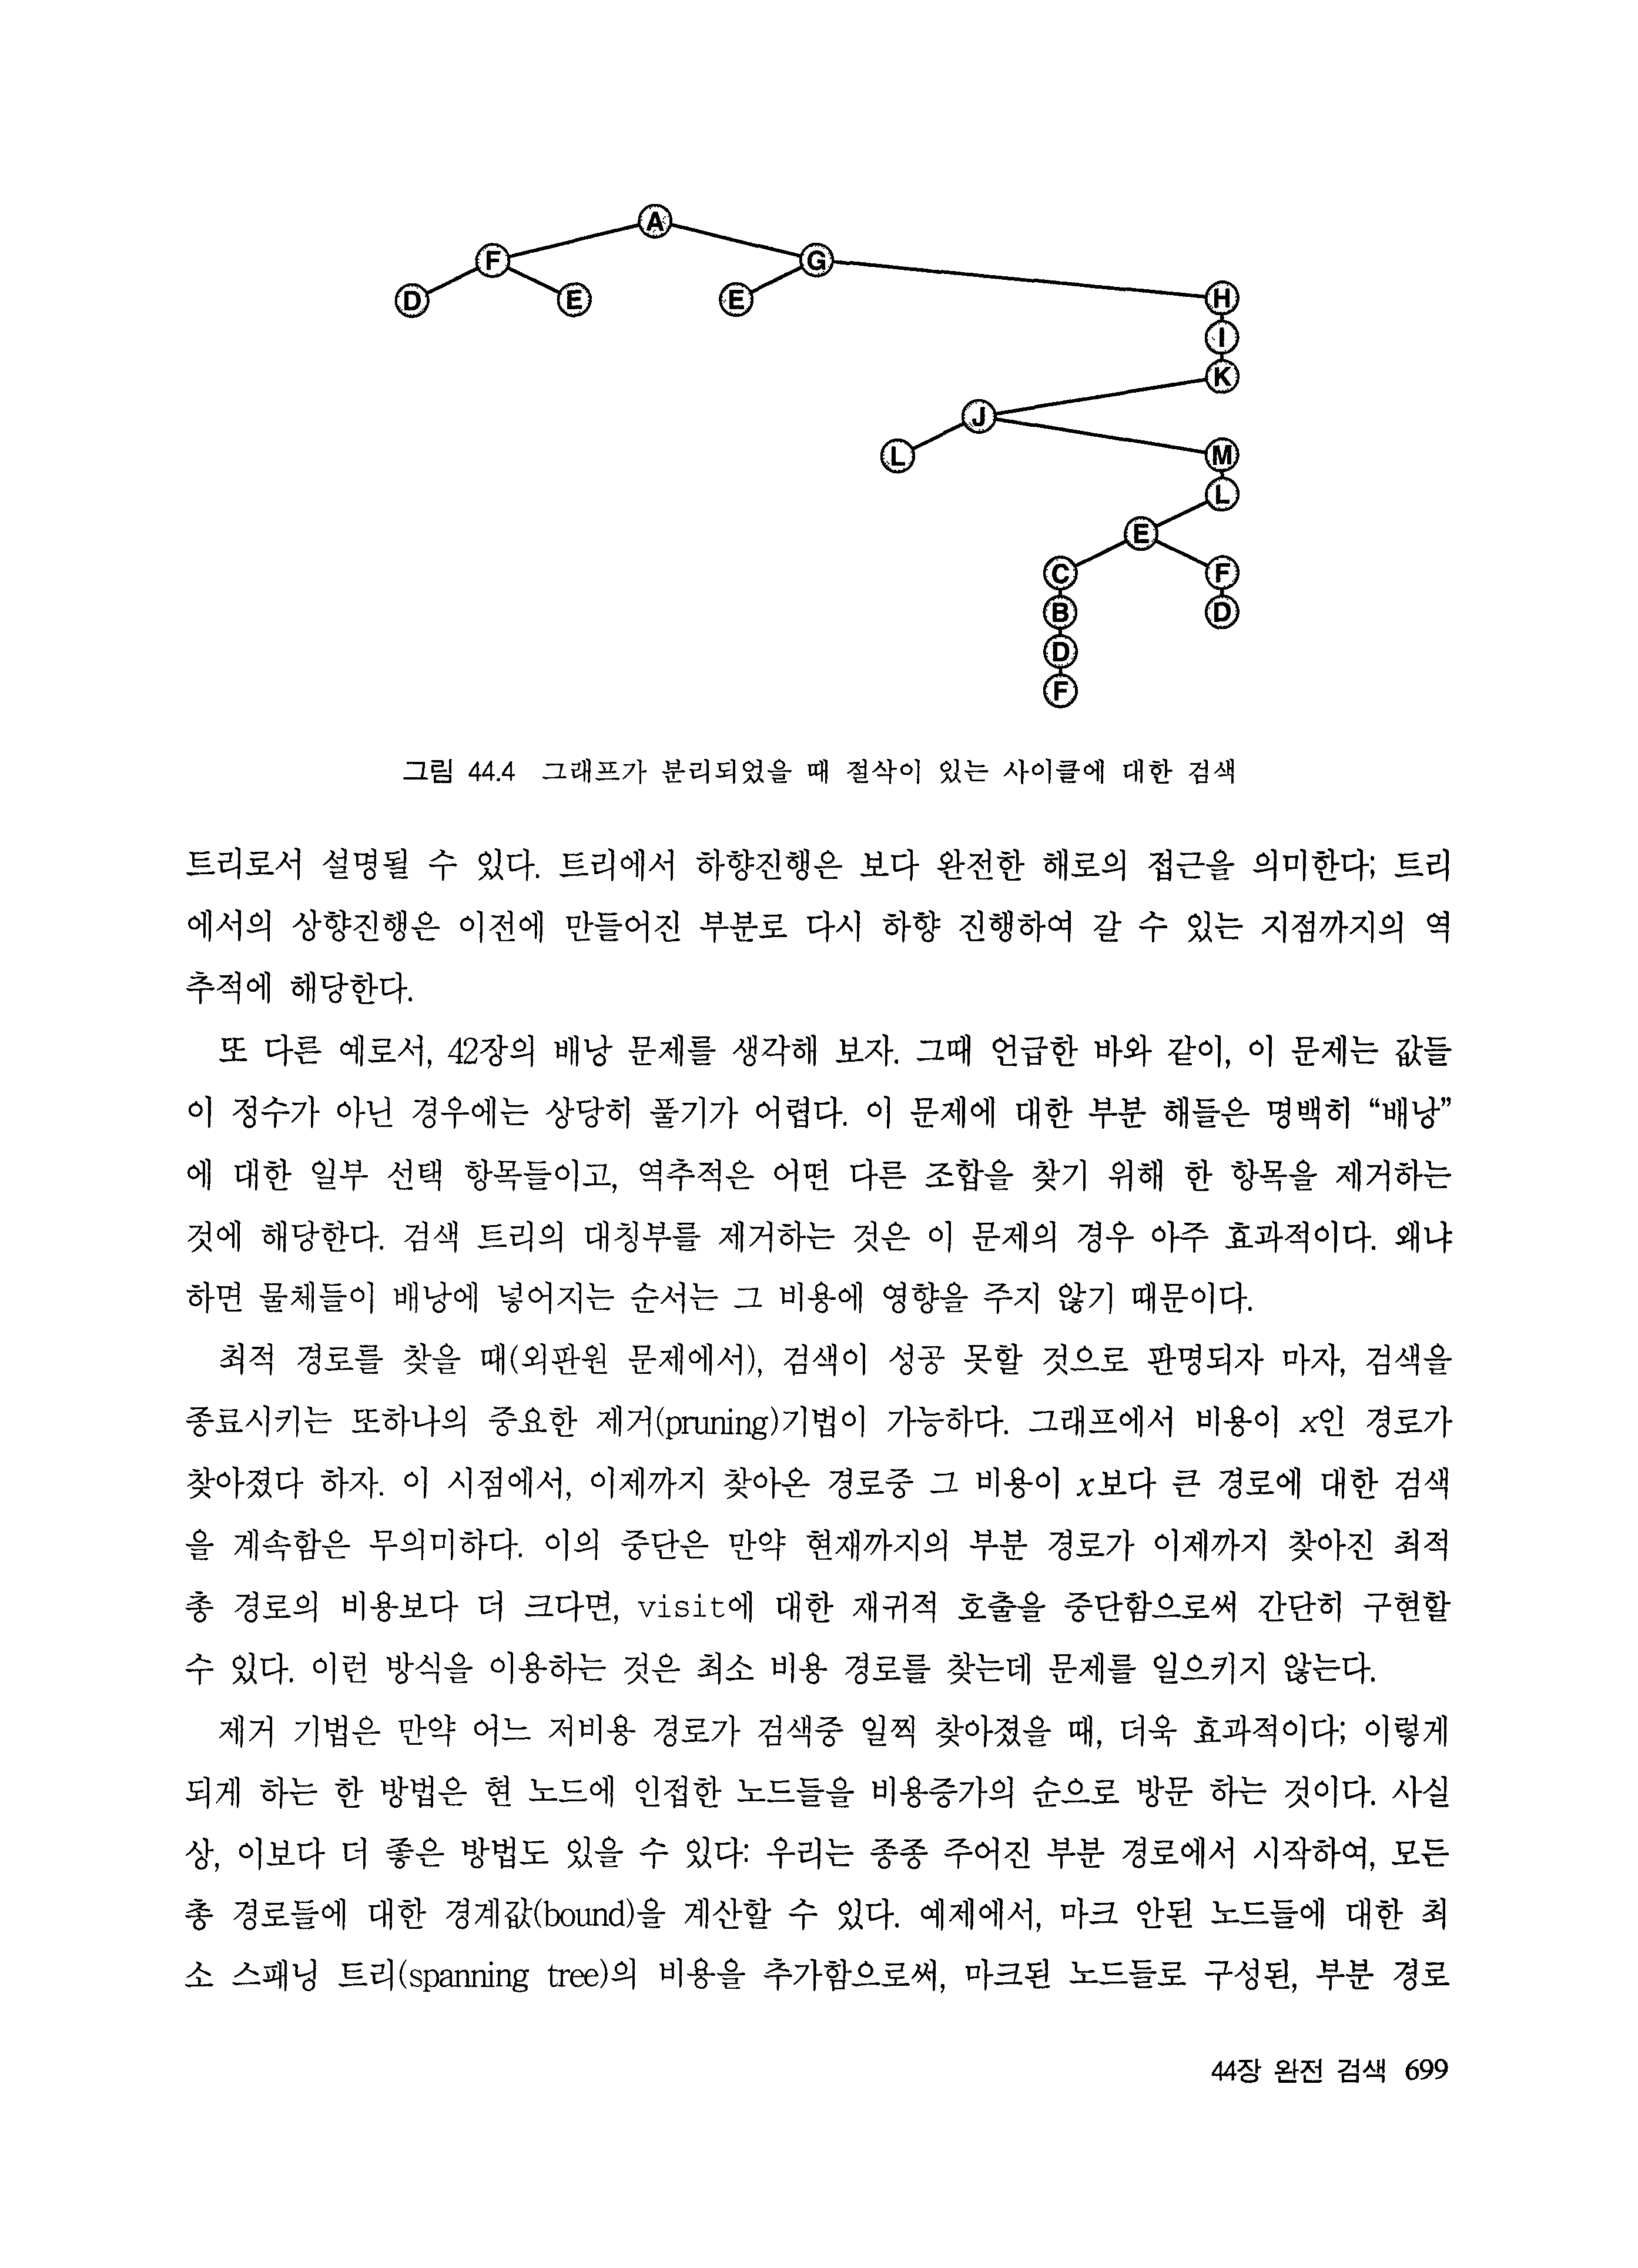 A
F G
D E E H
I
K
J
L M
L
E
C F
B D
D
F
그림 44.4 그래프가 분리되었을 때 절삭이 있는 사이클에 대한 검색
트리로서 설명될 수 있다. 트리에서 하향진행은 보다 완전한 해로의 접근을 의미한다; 트리
에서의 상향진행은 이전에 만들어진 부분로 다시 하향 진행하여 갈 수 있는 지점까지의 역
추적에 해당한다.
또 다른 예로서, 42장의 배낭 문제를 생각해 보자. 그때 언급한 바와 같이, 이 문제는 값들
이 정수가 아닌 경우에는 상당히 풀기가 어렵다. 이 문제에 대한 부분 해들은 명백히 “배낭”
에 대한 일부 선택 항목들이고, 역추적은 어떤 다른 조합을 찾기 위해 한 항목을 제거하는
것에 해당한다. 검색 트리의 대칭부를 제거하는 것은 이 문제의 경우 아주 효과적이다. 왜냐
하면 물체들이 배낭에 넣어지는 순서는 그 비용에 영향을 주지 않기 때문이다.
최적 경로를 찾을 때(외판원 문제에서), 검색이 성공 못할 것으로 판명되자 마자, 검색을
종료시키는 또하나의 중요한 제거(pruning)기법이 가능하다. 그래프에서 비용이 x인 경로가
찾아졌다 하자. 이 시점에서, 이제까지 찾아온 경로중 그 비용이 x보다 큰 경로에 대한 검색
을 계속함은 무의미하다. 이의 중단은 만약 현재까지의 부분 경로가 이제까지 찾아진 최적
총 경로의 비용보다 더 크다면, visit에 대한 재귀적 호출을 중단함으로써 간단히 구현할
수 있다. 이런 방식을 이용하는 것은 최소 비용 경로를 찾는데 문제를 일으키지 않는다.
제거 기법은 만약 어느 저비용 경로가 검색중 일찍 찾아졌을 때, 더욱 효과적이다; 이렇게
되게 하는 한 방법은 현 노드에 인접한 노드들을 비용증가의 순으로 방문 하는 것이다. 사실
상, 이보다 더 좋은 방법도 있을 수 있다: 우리는 종종 주어진 부분 경로에서 시작하여, 모든
총 경로들에 대한 경계값(bound)을 계산할 수 있다. 예제에서, 마크 안된 노드들에 대한 최
소 스패닝 트리(spanning tree)의 비용을 추가함으로써, 마크된 노드들로 구성된, 부분 경로
44장 완전 검색 699